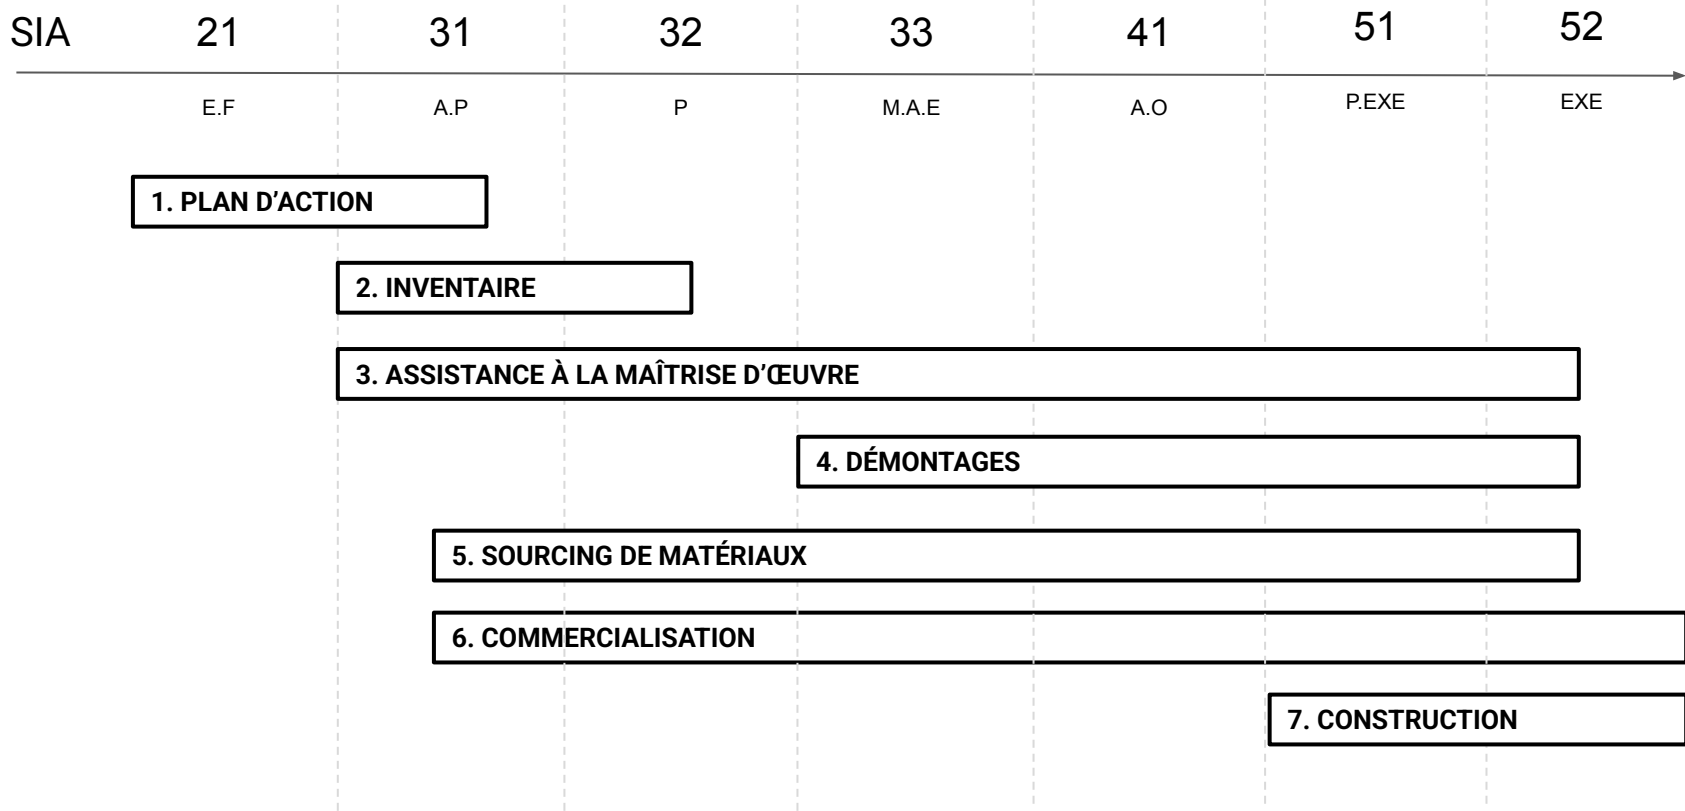 SIA 21 31 32 33 41 51 52
E.F A.P P M.A.E A.O P.EXE EXE
1. PLAN D’ACTION
2. INVENTAIRE
3. ASSISTANCE À LA MAÎTRISE D’ŒUVRE
4. DÉMONTAGES
5. SOURCING DE MATÉRIAUX
6. COMMERCIALISATION
7. CONSTRUCTION